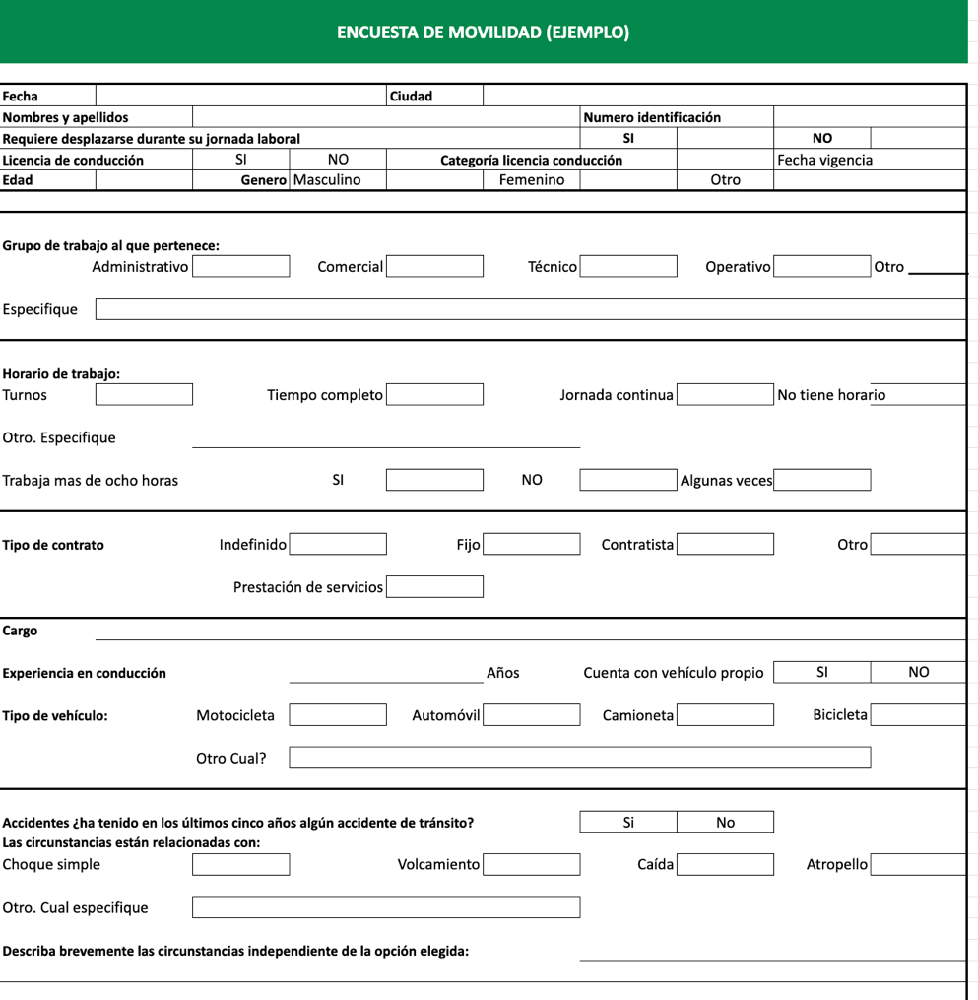 ENCUESTA DE MOVILIDAD (EJEMPLO)
Fecha Ciudad
Nombres y apellidos Numero identificación
Requiere desplazarse durante su jornada laboral SI NO
Licencia de conducción SI NO Categoría licencia conducción Fecha vigencia
Edad Genero Masculino Femenino Otro
Grupo de trabajo al que pertenece:
Administrativo Comercial Técnico Operativo Otro
Especifique
Horario de trabajo:
Turnos Tiempo completo Jornada continua No tiene horario
Otro. Especifique
Trabaja mas de ocho horas SI NO Algunas veces
Tipo de contrato Indefinido Fijo Contratista Otro
Prestación de servicios
Cargo
Experiencia en conducción Años Cuenta con vehículo propio SI NO
Tipo de vehículo: Motocicleta Automóvil Camioneta Bicicleta
Otro Cual?
Accidentes ¿ha tenido en los últimos cinco años algún accidente de tránsito? Si No
Las circunstancias están relacionadas con:
Choque simple Volcamiento Caída Atropello
Otro. Cual especifique
Describa brevemente las circunstancias independiente de la opción elegida: